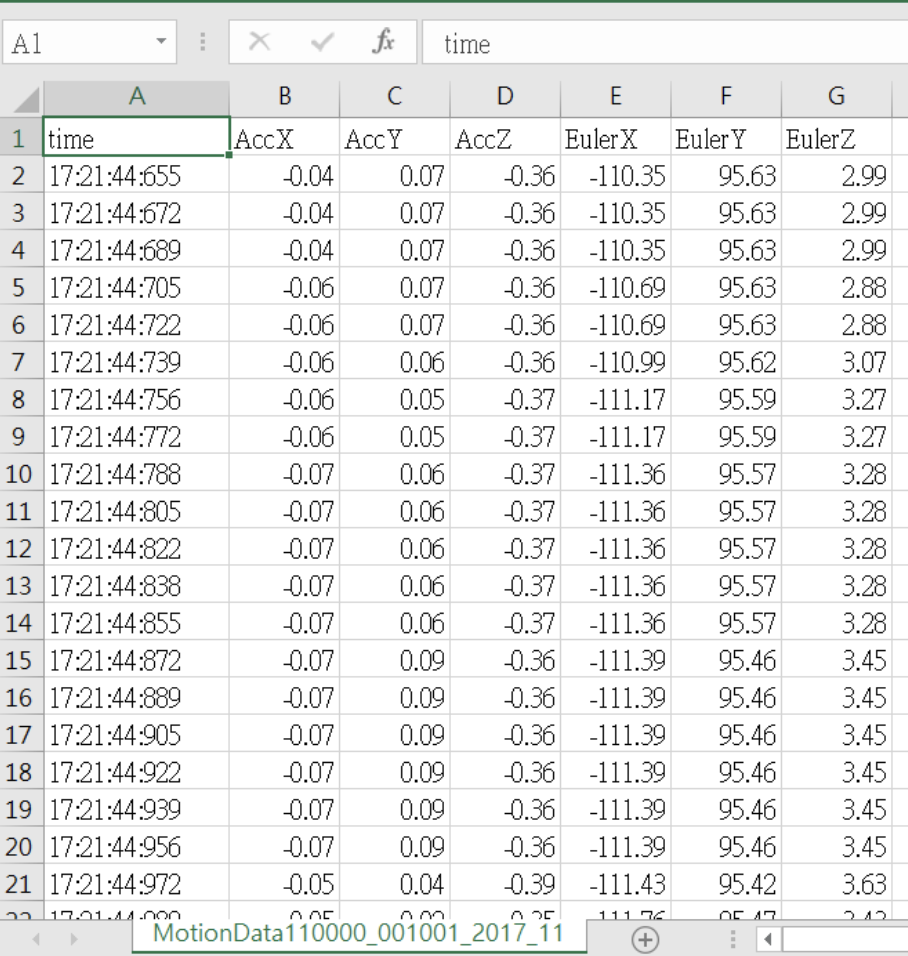 A1 fx time
A B C D E F G
1 time AccX AccY AccZ EulerX EulerY EulerZ
2 17:21:44:655 -0.04 0.07 -0.36 -110.35 95.63 2.99
3 17:21:44:672 -0.04 0.07 -0.36 -110.35 95.63 2.99
4 17:21:44:689 -0.04 0.07 -0.36 -110.35 95.63 2.99
5 17:21:44:705 -0.06 0.07 -0.36 -110.69 95.63 2.88
6 17:21:44:722 -0.06 0.07 -0.36 -110.69 95.63 2.88
7 17:21:44:739 -0.06 0.06 -0.36 -110.99 95.62 3.07
8 17:21:44:756 -0.06 0.05 -0.37 -111.17 95.59 3.27
9 17:21:44:772 -0.06 0.05 -0.37 -111.17 95.59 3.27
10 17:21:44:788 -0.07 0.06 -0.37 -111.36 95.57 3.28
11 17:21:44:805 -0.07 0.06 -0.37 -111.36 95.57 3.28
12 17:21:44:822 -0.07 0.06 -0.37 -111.36 95.57 3.28
13 17:21:44:838 -0.07 0.06 -0.37 -111.36 95.57 3.28
14 17:21:44:855 -0.07 0.06 -0.37 -111.36 95.57 3.28
15 17:21:44:872 -0.07 0.09 -0.36 -111.39 95.46 3.45
16 17:21:44:889 -0.07 0.09 -0.36 -111.39 95.46 3.45
17 17:21:44:905 -0.07 0.09 -0.36 -111.39 95.46 3.45
18 17:21:44:922 -0.07 0.09 -0.36 -111.39 95.46 3.45
19 17:21:44:939 -0.07 0.09 -0.36 -111.39 95.46 3.45
20 17:21:44:956 -0.07 0.09 -0.36 -111.39 95.46 3.45
21 17:21:44:972 -0.05 0.04 -0.39 -111.43 95.42 3.63
MotionData110000_001001_2017_11